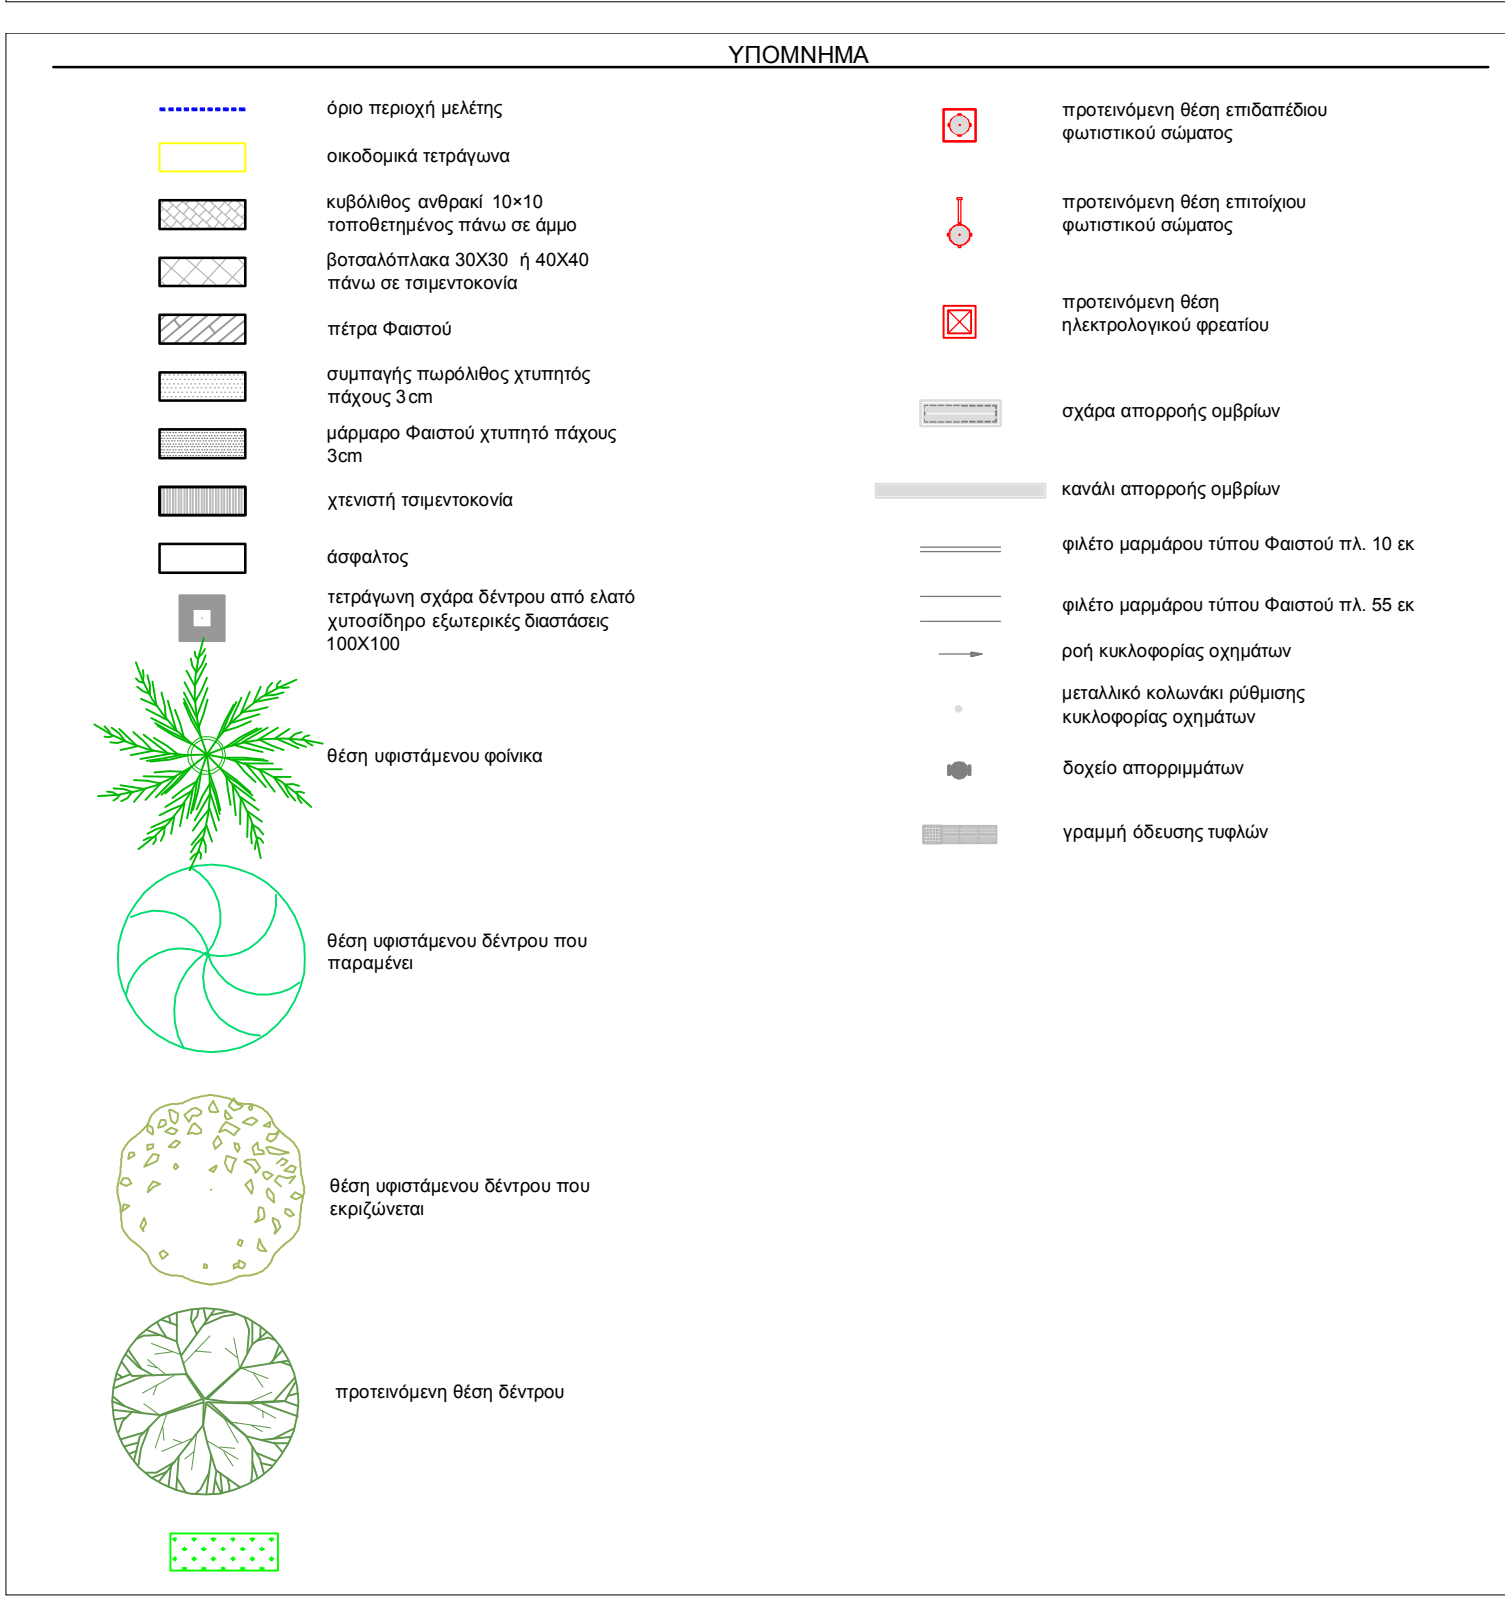 ΥΠΟΜΝΗΜΑ
όριο περιοχή μελέτης
οικοδομικά τετράγωνα
κυβόλιθος ανθρακί 10×10
τοποθετημένος πάνω σε άμμο
βοτσαλόπλακα 30Χ30 ή 40Χ40
πάνω σε τσιμεντοκονία
πέτρα Φαιστού
συμπαγής πωρόλιθος χτυπητός
πάχους 3cm
μάρμαρο Φαιστού χτυπητό πάχους
3cm
χτενιστή τσιμεντοκονία
άσφαλτος
τετράγωνη σχάρα δέντρου από ελατό
χυτοσίδηρο εξωτερικές διαστάσεις
100Χ100
θέση υφιστάμενου φοίνικα
θέση υφιστάμενου δέντρου που
παραμένει
θέση υφιστάμενου δέντρου που
εκριζώνεται
προτεινόμενη θέση δέντρου
προτεινόμενη θέση επιδαπέδιου
φωτιστικού σώματος
προτεινόμενη θέση επιτοίχιου
φωτιστικού σώματος
προτεινόμενη θέση
ηλεκτρολογικού φρεατίου
σχάρα απορροής ομβρίων
κανάλι απορροής ομβρίων
φιλέτο μαρμάρου τύπου Φαιστού πλ. 10 εκ
φιλέτο μαρμάρου τύπου Φαιστού πλ. 55 εκ
ροή κυκλοφορίας οχημάτων
μεταλλικό κολωνάκι ρύθμισης
κυκλοφορίας οχημάτων
δοχείο απορριμμάτων
γραμμή όδευσης τυφλών